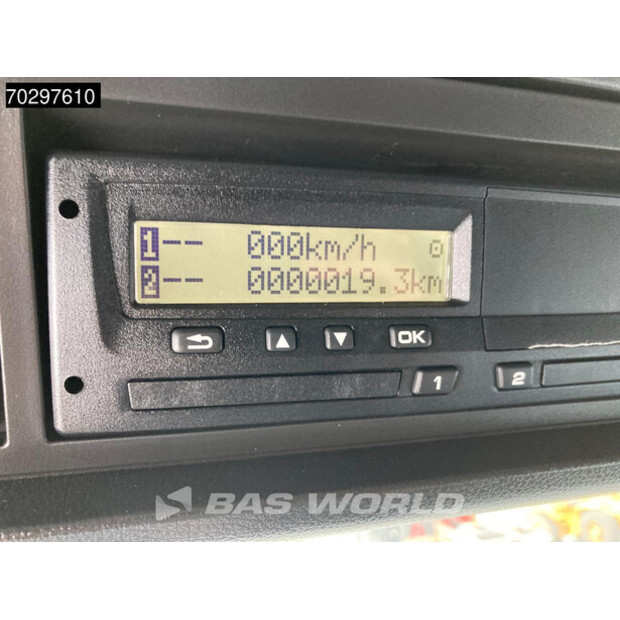 70297610
1-- 000km/h ⊙
2-- 0000019.3km
OK
1 2
BAS WORLD